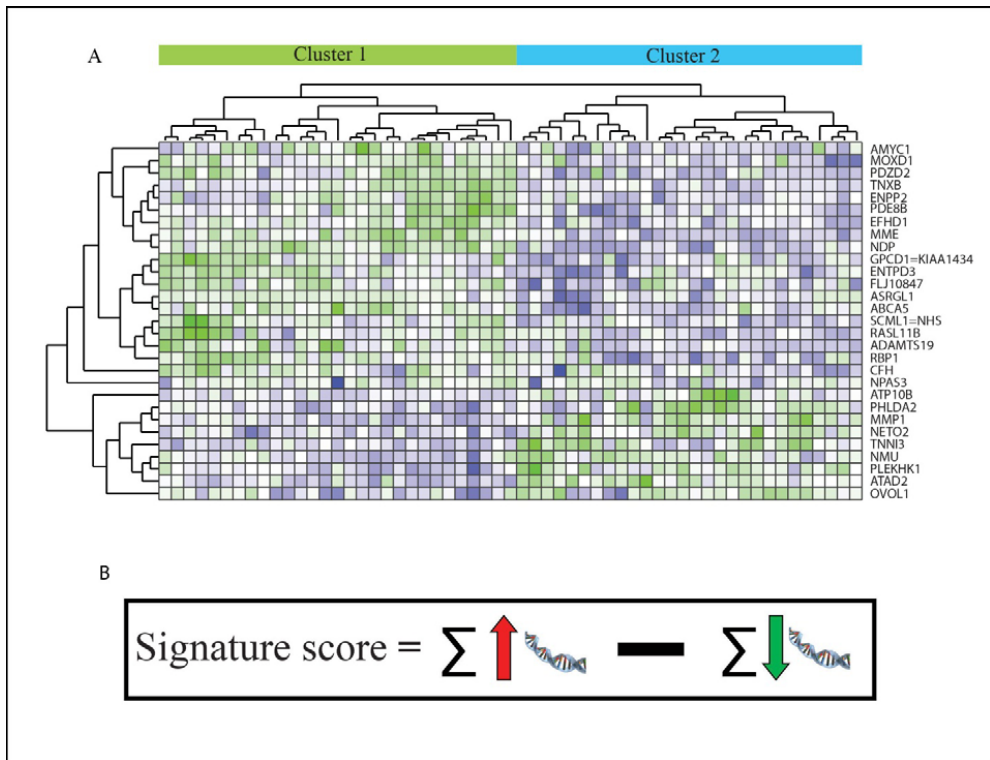 A
Cluster 1
Cluster 2
AMYC1
MOXD1
PDZD2
TNXB
ENPP2
PDE8B
EFHD1
MME
NDP
GPCD1=KIAA1434
ENTPD3
FLJ10847
ASRGL1
ABCA5
SCML1=NHS
RASL11B
ADAMTS19
RBP1
CFH
NPAS3
ATP10B
PHLDA2
MMP1
NETO2
TNNI3
NMU
PLEKHK1
ATAD2
OVOL1
B
Signature score = ∑ − ∑